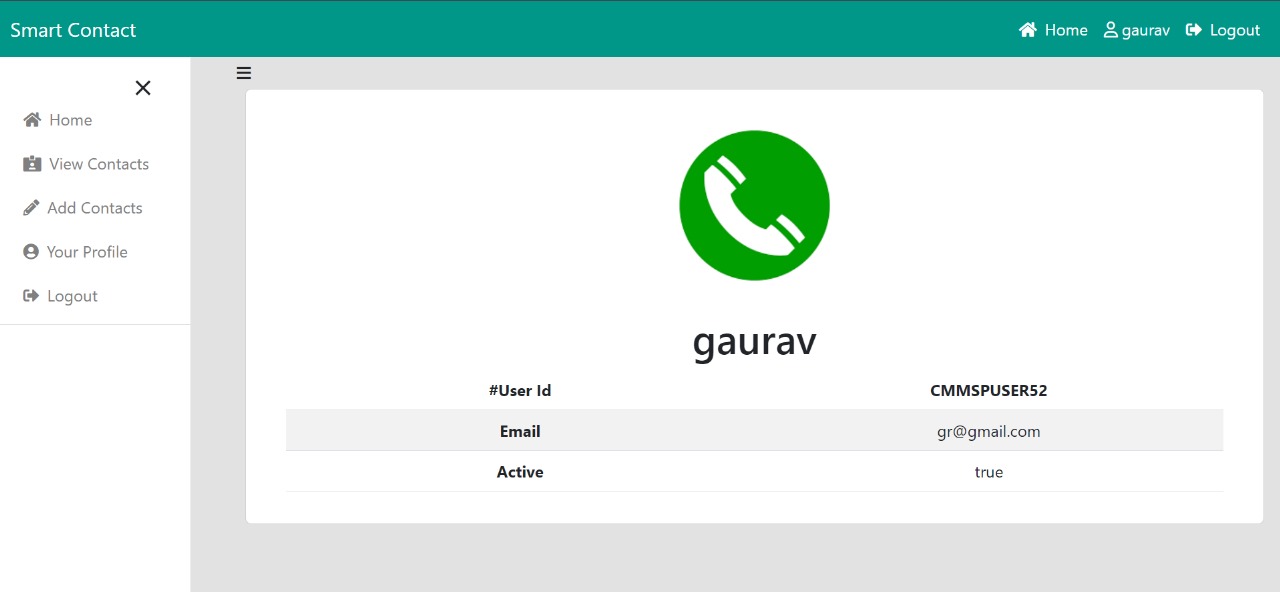 Smart Contact
Home gaurav Logout
Home
View Contacts
Add Contacts
Your Profile
Logout
gaurav
#User Id CMMSPUSER52
Email gr@gmail.com
Active true